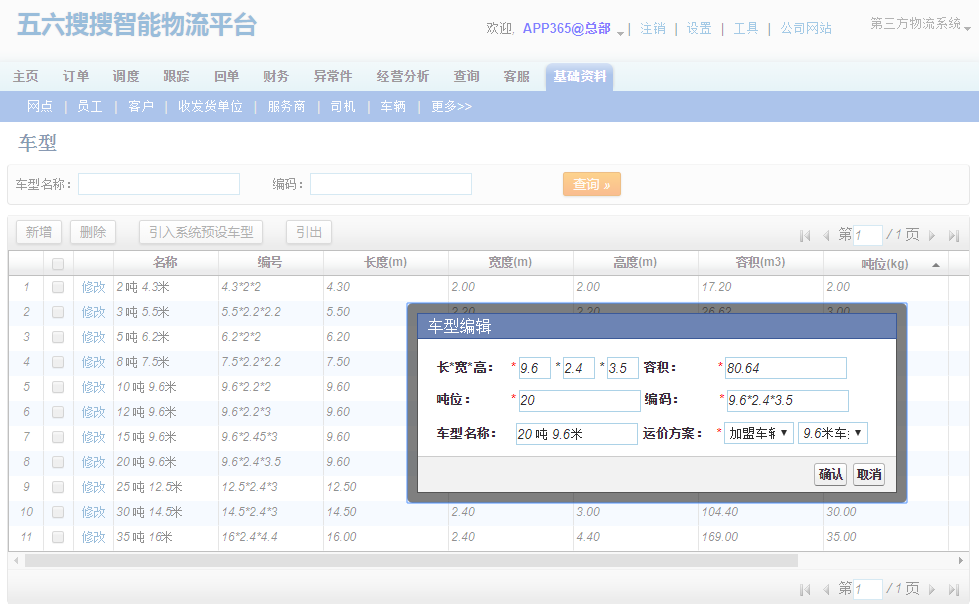 五六搜搜智能物流平台
欢迎, APP365@总部 | 注销 | 设置 | 工具 | 公司网站 第三方物流系统
主页 订单 调度 跟踪 回单 财务 异常件 经营分析 查询 客服 基础资料
网点 | 员工 | 客户 | 收发货单位 | 服务商 | 司机 | 车辆 | 更多>>
车型
车型名称: 编码: 查询 »
新增 删除 引入系统预设车型 引出 第 1 / 1 页
名称 编号 长度(m) 宽度(m) 高度(m) 容积(m3) 吨位(kg)
1 修改 2吨 4.3米 4.3*2*2 4.30 2.00 2.00 17.20 2.00
2 修改 3吨 5.5米 5.5*2.2*2.2 5.50 2.20 2.20 26.62 3.00
3 修改 5吨 6.2米 6.2*2*2 6.20
4 修改 8吨 7.5米 7.5*2.2*2.2 7.50
5 修改 10吨 9.6米 9.6*2.2*2 9.60
6 修改 12吨 9.6米 9.6*2.2*3 9.60
7 修改 15吨 9.6米 9.6*2.45*3 9.60
8 修改 20吨 9.6米 9.6*2.4*3.5 9.60
9 修改 25吨 12.5米 12.5*2.4*3 12.50
10 修改 30吨 14.5米 14.5*2.4*3 14.50 2.40 3.00 104.40 30.00
11 修改 35吨 16米 16*2.4*4.4 16.00 2.40 4.40 169.00 35.00
车型编辑
长*宽*高: * 9.6 * 2.4 * 3.5 容积: * 80.64
吨位: * 20 编码: * 9.6*2.4*3.5
车型名称: 20吨 9.6米 运价方案: * 加盟车辆 9.6米车:
确认 取消
第 1 / 1 页